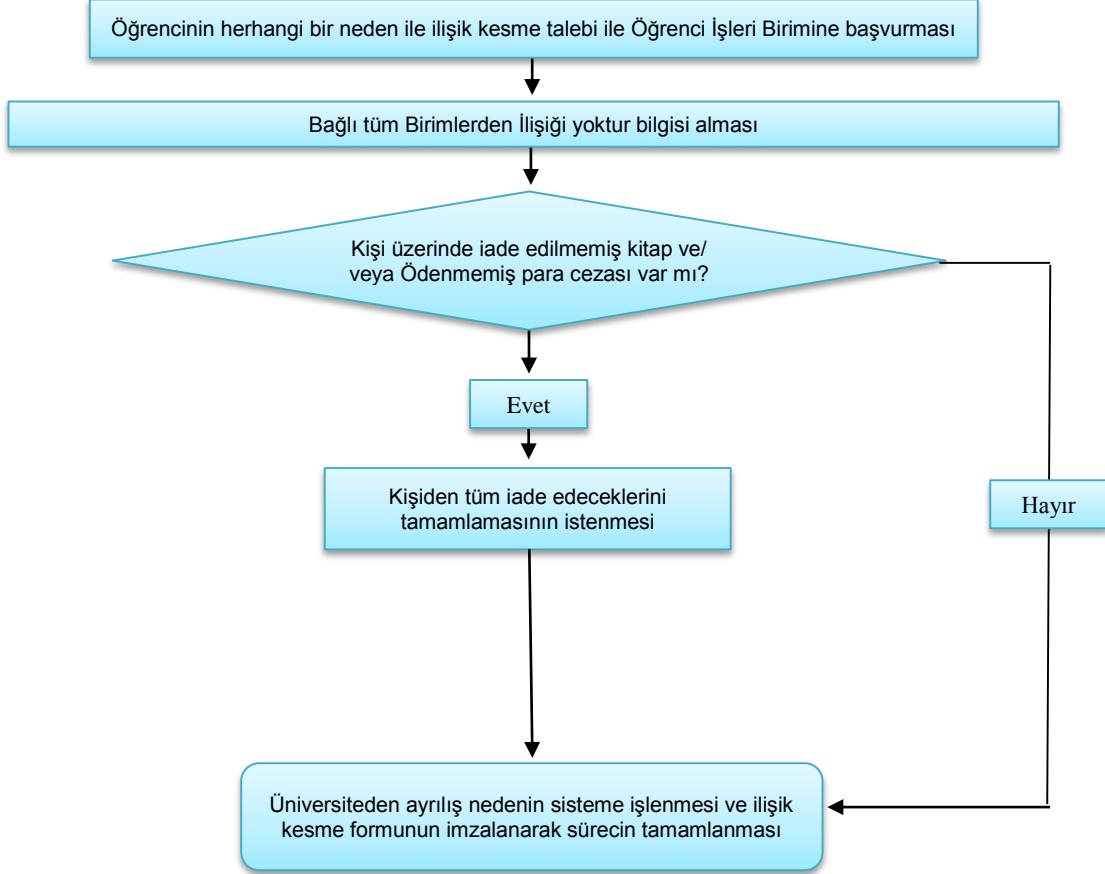 Öğrencinin herhangi bir neden ile ilişik kesme talebi ile Öğrenci İşleri Birimine başvurması
Bağlı tüm Birimlerden İlişiği yoktur bilgisi alması
Kişi üzerinde iade edilmemiş kitap ve/
veya Ödenmemiş para cezası var mı?
Evet
Kişiden tüm iade edeceklerini
tamamlamasının istenmesi
Hayır
Üniversiteden ayrılış nedenin sisteme işlenmesi ve ilişik
kesme formunun imzalanarak sürecin tamamlanması